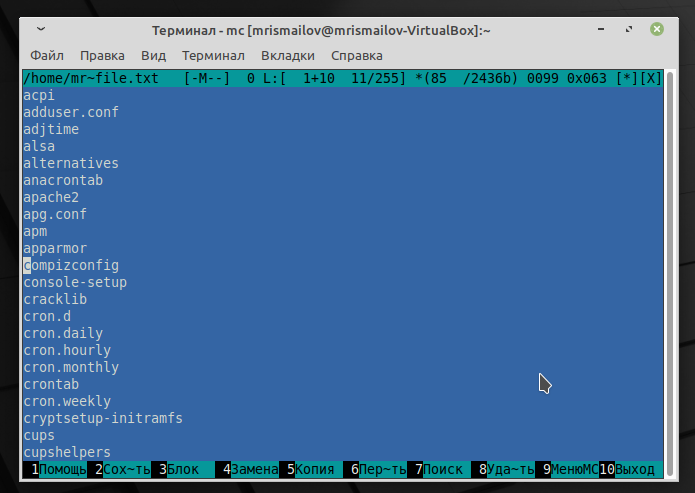 Терминал - mc [mrismailov@mrismailov-VirtualBox]:~
Файл Правка Вид Терминал Вкладки Справка
/home/mr~file.txt [-M--] 0 L:[ 1+10 11/255] *(85 /2436b) 0099 0x063 [*][X]
acpi
adduser.conf
adjtime
alsa
alternatives
anacrontab
apache2
apg.conf
apm
apparmor
compizconfig
console-setup
cracklib
cron.d
cron.daily
cron.hourly
cron.monthly
crontab
cron.weekly
cryptsetup-initramfs
cups
cupshelpers
1Помощь 2Сох~ть 3Блок 4Замена 5Копия 6Пер~ть 7Поиск 8Уда~ть 9МенюMC 10Выход